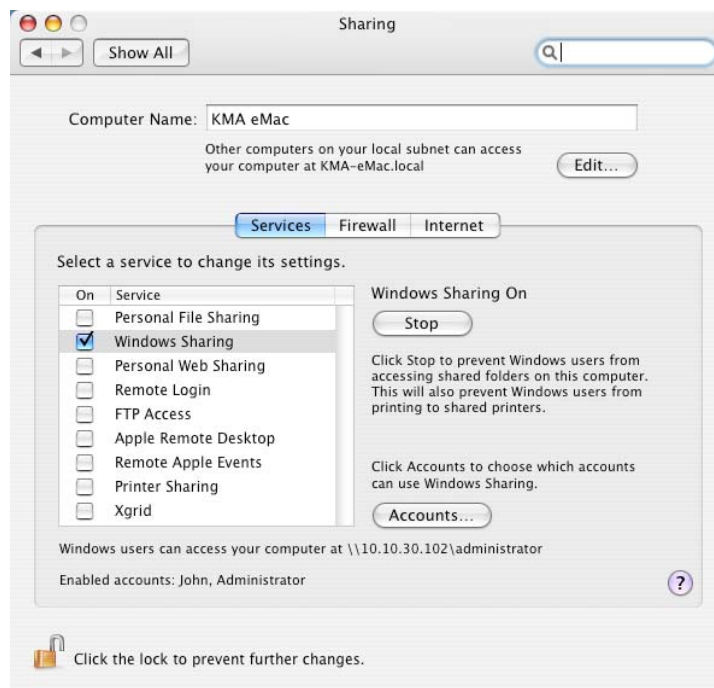 Sharing
Show All
Computer Name: KMA eMac
Other computers on your local subnet can access
your computer at KMA-eMac.local
Edit...
Services Firewall Internet
Select a service to change its settings.
On Service
Personal File Sharing
Windows Sharing
Personal Web Sharing
Remote Login
FTP Access
Apple Remote Desktop
Remote Apple Events
Printer Sharing
Xgrid
Windows Sharing On
Stop
Click Stop to prevent Windows users from
accessing shared folders on this computer.
This will also prevent Windows users from
printing to shared printers.
Click Accounts to choose which accounts
can use Windows Sharing.
Accounts...
Windows users can access your computer at \\10.10.30.102\administrator
Enabled accounts: John, Administrator
?
Click the lock to prevent further changes.